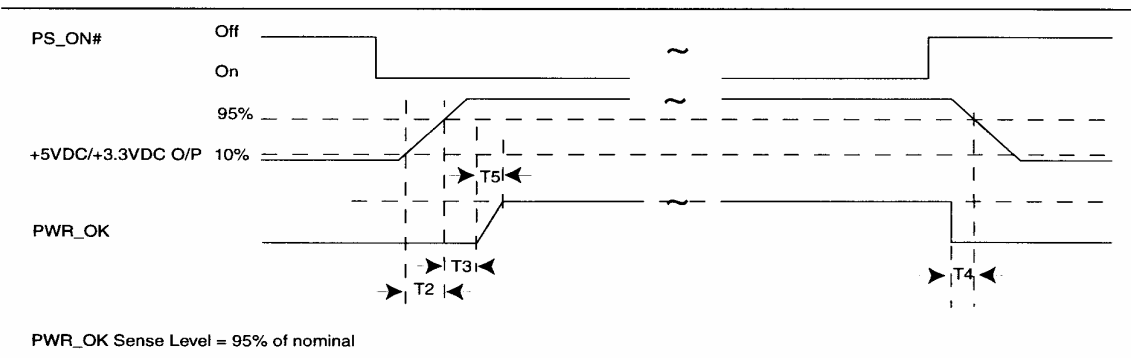 PS_ON# Off
On
95%
+5VDC/+3.3VDC O/P 10%
T5
PWR_OK
T3
T4
T2
PWR_OK Sense Level = 95% of nominal